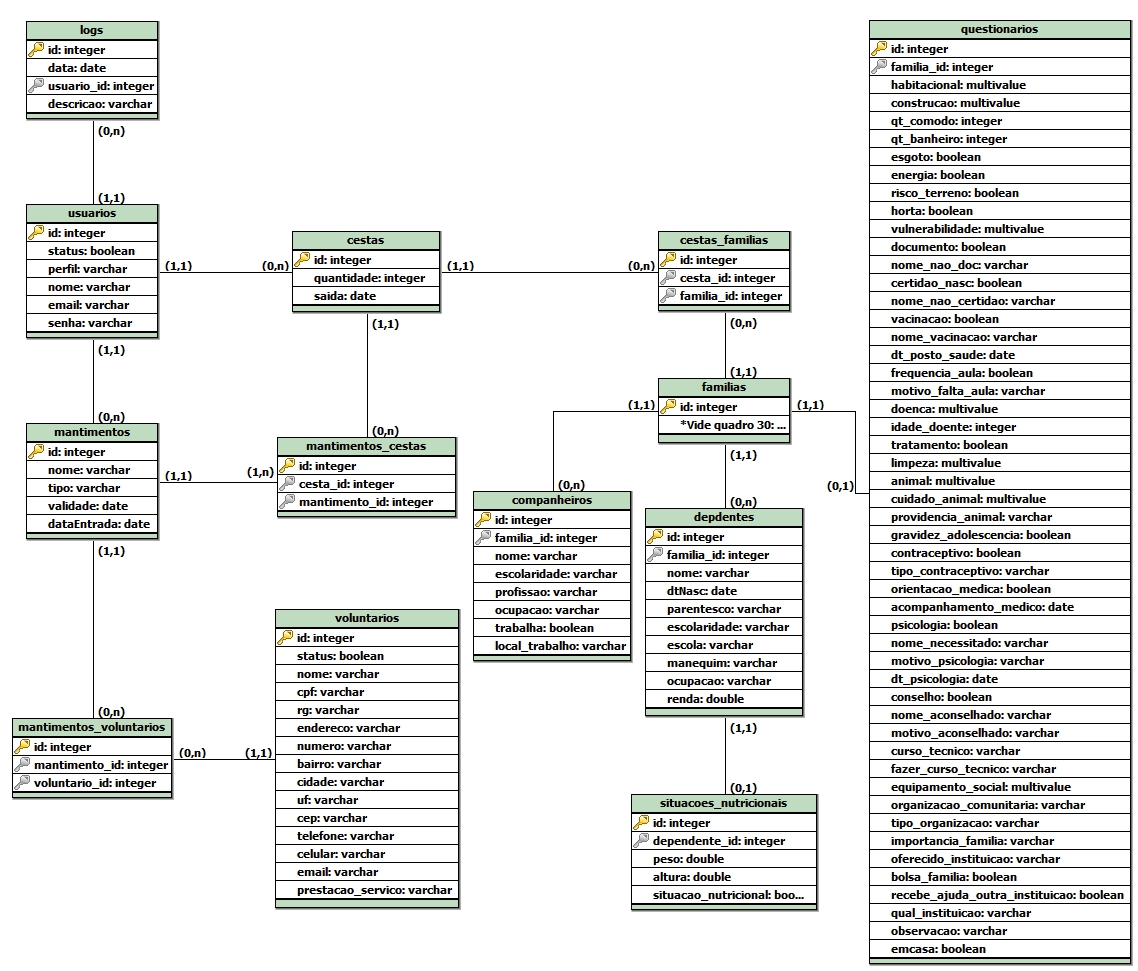 logs
id: integer
data: date
usuario_id: integer
descricao: varchar
(0,n)
(1,1)
usuarios
id: integer
status: boolean
perfil: varchar
nome: varchar
email: varchar
senha: varchar
(1,1)
(0,n)
(1,1)
(0,n)
cestas
id: integer
quantidade: integer
saida: date
(1,1)
(0,n)
(1,1)
(0,n)
cestas_familias
id: integer
cesta_id: integer
familia_id: integer
(0,n)
(1,1)
familias
id: integer
*Vide quadro 30: ...
(1,1)
(0,n)
(1,1)
(0,1)
(1,1)
(0,n)
mantimentos
id: integer
nome: varchar
tipo: varchar
validade: date
dataEntrada: date
(1,1)
(1,n)
(1,1)
(0,n)
mantimentos_cestas
id: integer
cesta_id: integer
mantimento_id: integer
companheiros
id: integer
familia_id: integer
nome: varchar
escolaridade: varchar
profissao: varchar
ocupacao: varchar
trabalha: boolean
local_trabalho: varchar
depdentes
id: integer
familia_id: integer
nome: varchar
dtNasc: date
parentesco: varchar
escolaridade: varchar
escola: varchar
manequim: varchar
ocupacao: varchar
renda: double
(1,1)
(0,1)
situacoes_nutricionais
id: integer
dependente_id: integer
peso: double
altura: double
situacao_nutricional: boo...
voluntarios
id: integer
status: boolean
nome: varchar
cpf: varchar
rg: varchar
endereco: varchar
numero: varchar
bairro: varchar
cidade: varchar
uf: varchar
cep: varchar
telefone: varchar
celular: varchar
email: varchar
prestacao_servico: varchar
mantimentos_voluntarios
id: integer
mantimento_id: integer
voluntario_id: integer
(0,n)
(1,1)
questionarios
id: integer
familia_id: integer
habitacional: multivalue
construcao: multivalue
qt_comodo: integer
qt_banheiro: integer
esgoto: boolean
energia: boolean
risco_terreno: boolean
horta: boolean
vulnerabilidade: multivalue
documento: boolean
nome_nao_doc: varchar
certidao_nasc: boolean
nome_nao_certidao: varchar
vacinacao: boolean
nome_vacinacao: varchar
dt_posto_saude: date
frequencia_aula: boolean
motivo_falta_aula: varchar
doenca: multivalue
idade_doente: integer
tratamento: boolean
limpeza: multivalue
animal: multivalue
cuidado_animal: multivalue
providencia_animal: varchar
gravidez_adolescencia: boolean
contraceptivo: boolean
tipo_contraceptivo: varchar
orientacao_medica: boolean
acompanhamento_medico: date
psicologia: boolean
nome_necessitado: varchar
motivo_psicologia: varchar
dt_psicologia: date
conselho: boolean
nome_aconselhado: varchar
motivo_aconselhado: varchar
curso_tecnico: varchar
fazer_curso_tecnico: varchar
equipamento_social: multivalue
organizacao_comunitaria: varchar
tipo_organizacao: varchar
importancia_familia: varchar
oferecido_instituicao: varchar
bolsa_familia: boolean
recebe_ajuda_outra_instituicao: boolean
qual_instituicao: varchar
observacao: varchar
emcasa: boolean